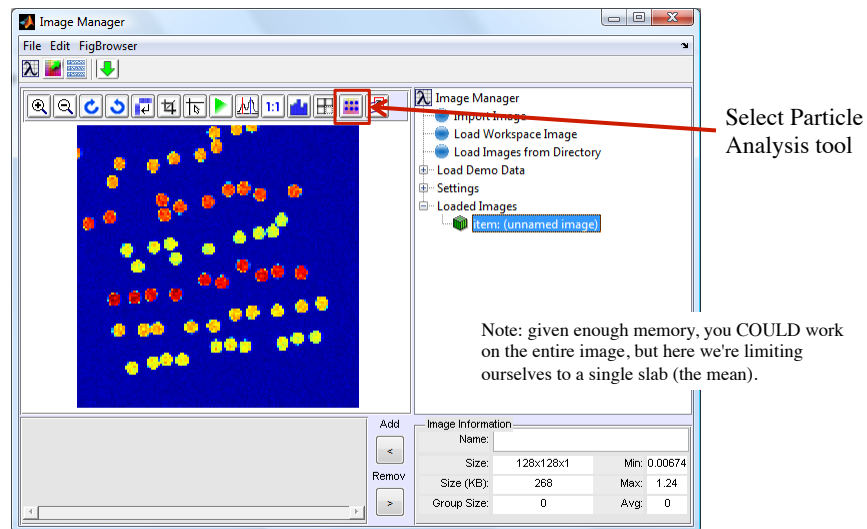 Image Manager
File Edit FigBrowser
λ
1:1
λ Image Manager
Import Image
Load Workspace Image
Load Images from Directory
Load Demo Data
Settings
Loaded Images
item: (unnamed image)
Select Particle
Analysis tool
Note: given enough memory, you COULD work
on the entire image, but here we're limiting
ourselves to a single slab (the mean).
Add
<
Remov
>
Image Information
Name:
Size: 128x128x1 Min: 0.00674
Size (KB): 268 Max: 1.24
Group Size: 0 Avg: 0